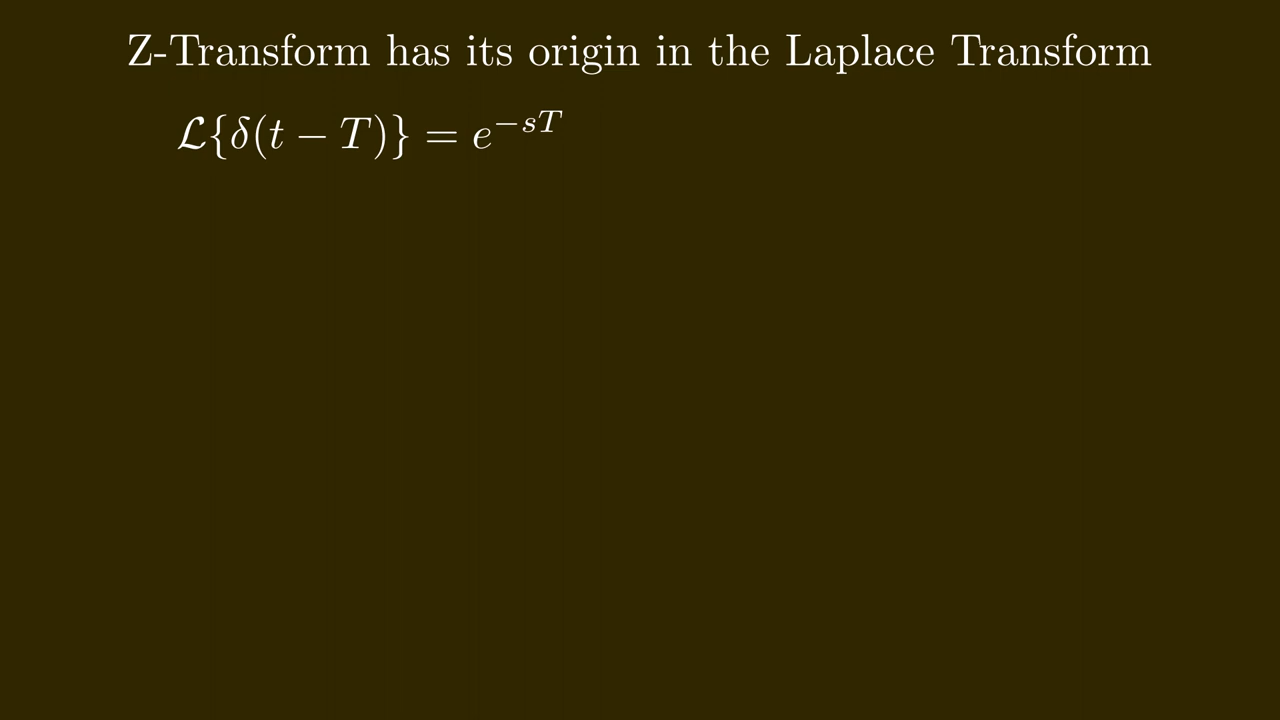 Z-Transform has its origin in the Laplace Transform
ℒ{δ(t − T)} = e^{−sT}